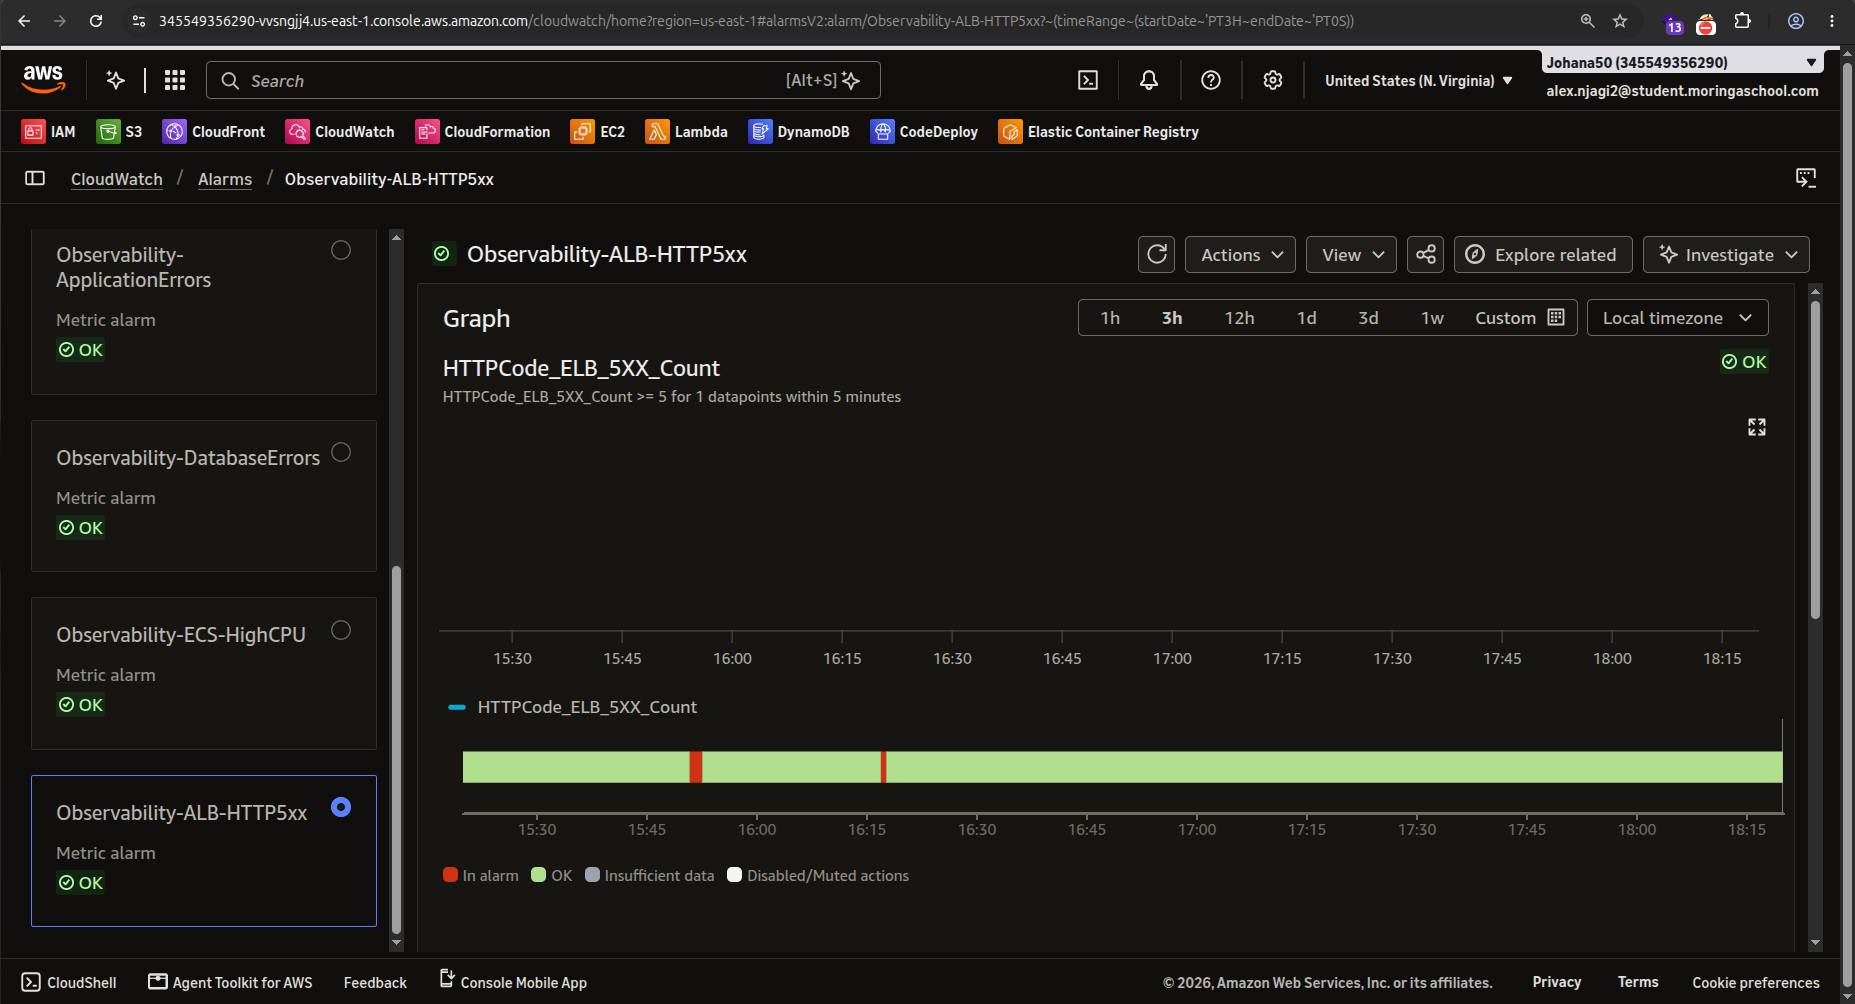 345549356290-vvsngjj4.us-east-1.console.aws.amazon.com/cloudwatch/home?region=us-east-1#alarmsV2:alarm/Observability-ALB-HTTP5xx?~(timeRange~(startDate~'PT3H~endDate~'PT0S))
13
aws
Search
[Alt+S]
United States (N. Virginia)
Johana50 (345549356290)
alex.njagi2@student.moringaschool.com
IAM
S3
CloudFront
CloudWatch
CloudFormation
EC2
Lambda
DynamoDB
CodeDeploy
Elastic Container Registry
CloudWatch / Alarms / Observability-ALB-HTTP5xx
Observability-
ApplicationErrors
Metric alarm
OK
Observability-DatabaseErrors
Metric alarm
OK
Observability-ECS-HighCPU
Metric alarm
OK
Observability-ALB-HTTP5xx
Metric alarm
OK
Observability-ALB-HTTP5xx
Actions
View
Explore related
Investigate
Graph
1h 3h 12h 1d 3d 1w Custom
Local timezone
HTTPCode_ELB_5XX_Count
OK
HTTPCode_ELB_5XX_Count >= 5 for 1 datapoints within 5 minutes
15:30 15:45 16:00 16:15 16:30 16:45 17:00 17:15 17:30 17:45 18:00 18:15
HTTPCode_ELB_5XX_Count
15:30 15:45 16:00 16:15 16:30 16:45 17:00 17:15 17:30 17:45 18:00 18:15
In alarm OK Insufficient data Disabled/Muted actions
CloudShell
Agent Toolkit for AWS
Feedback
Console Mobile App
© 2026, Amazon Web Services, Inc. or its affiliates.
Privacy
Terms
Cookie preferences